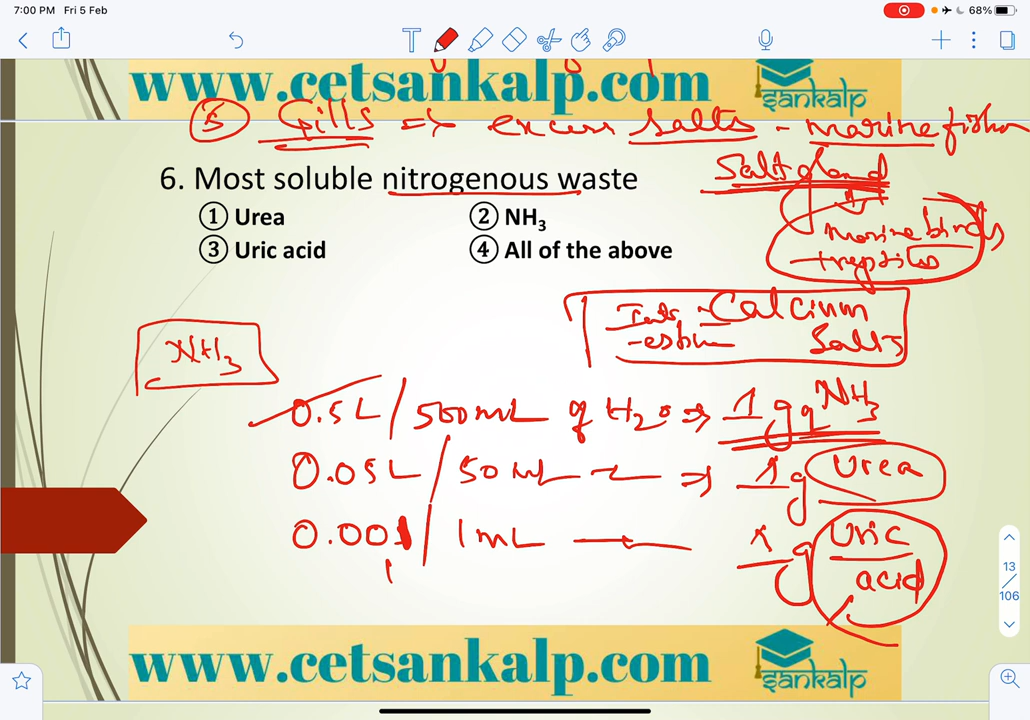 7:00 PM Fri 5 Feb
68%
www.cetsankalp.com
sankalp
5 Gills => excess salts - marine fishes
6. Most soluble nitrogenous waste
Salt gland
① Urea
② NH₃
marine birds
③ Uric acid
④ All of the above
+ reptiles
Calcium
Salts
NH₃
0.5L / 500mL of H₂O => 1g of NH₃
0.05L / 50mL => 1g Urea
0.001 / 1mL 1g Uric
acid
13
/
106
www.cetsankalp.com
sankalp